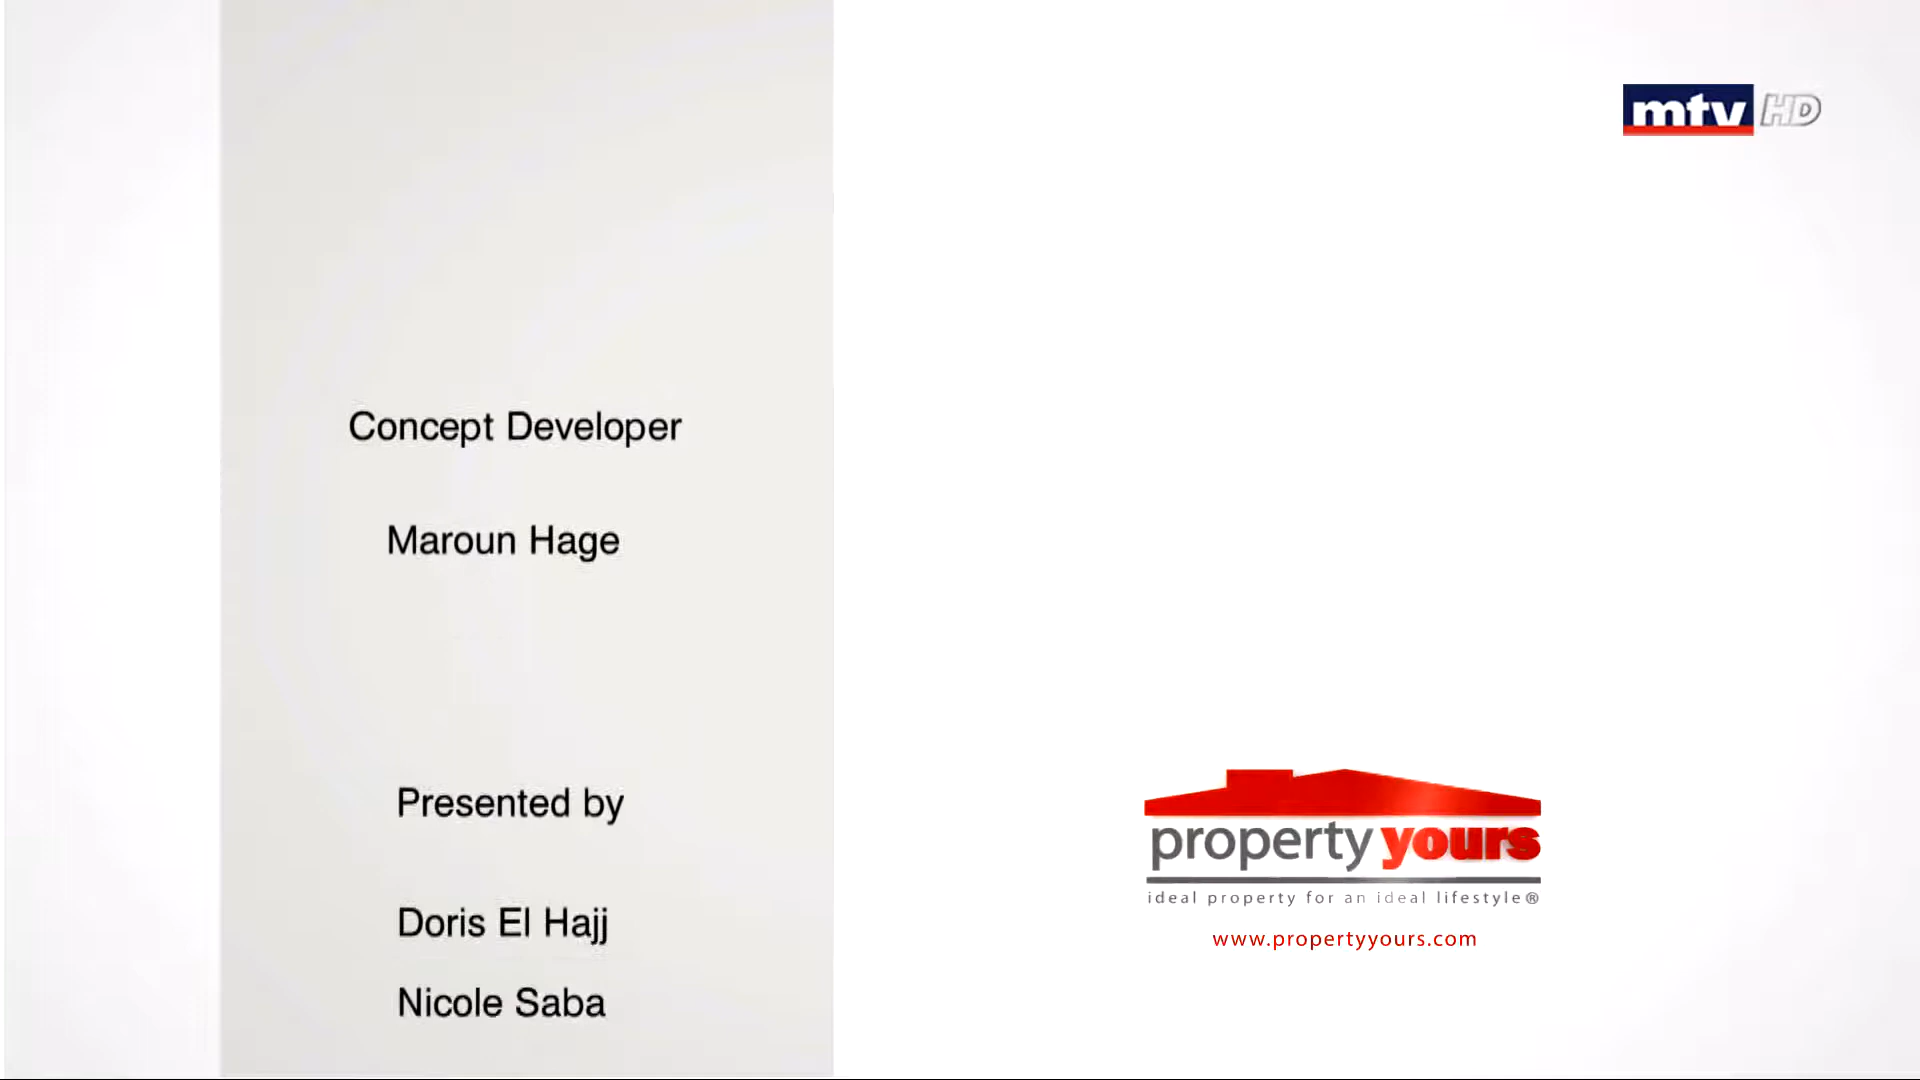 mtv HD
Concept Developer
Maroun Hage
Presented by
Doris El Hajj
Nicole Saba
property yours
ideal property for an ideal lifestyle®
www.propertyyours.com